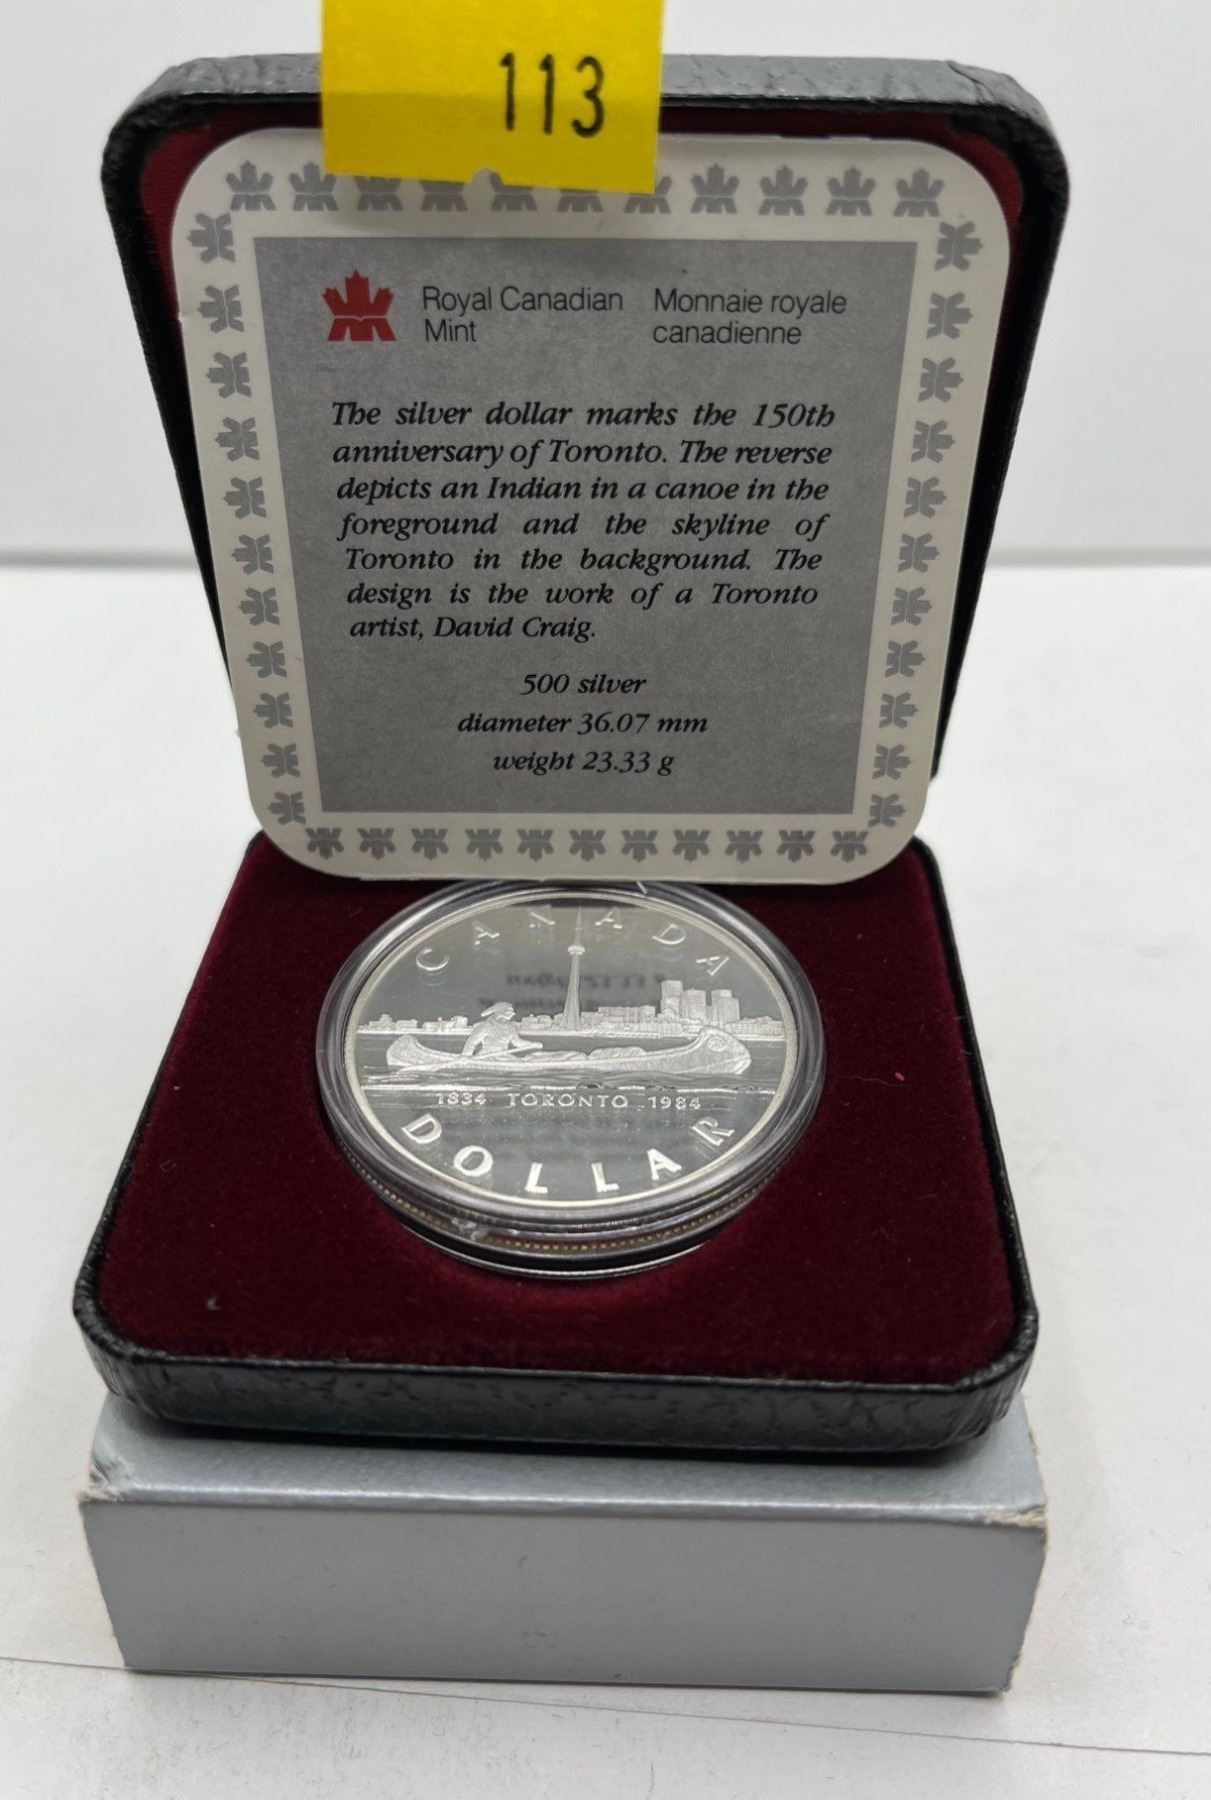 113
Royal Canadian Mint
Monnaie royale canadienne
The silver dollar marks the 150th
anniversary of Toronto. The reverse
depicts an Indian in a canoe in the
foreground and the skyline of
Toronto in the background. The
design is the work of a Toronto
artist, David Craig.
500 silver
diameter 36.07 mm
weight 23.33 g
CANADA
1834 TORONTO 1984
DOLLAR